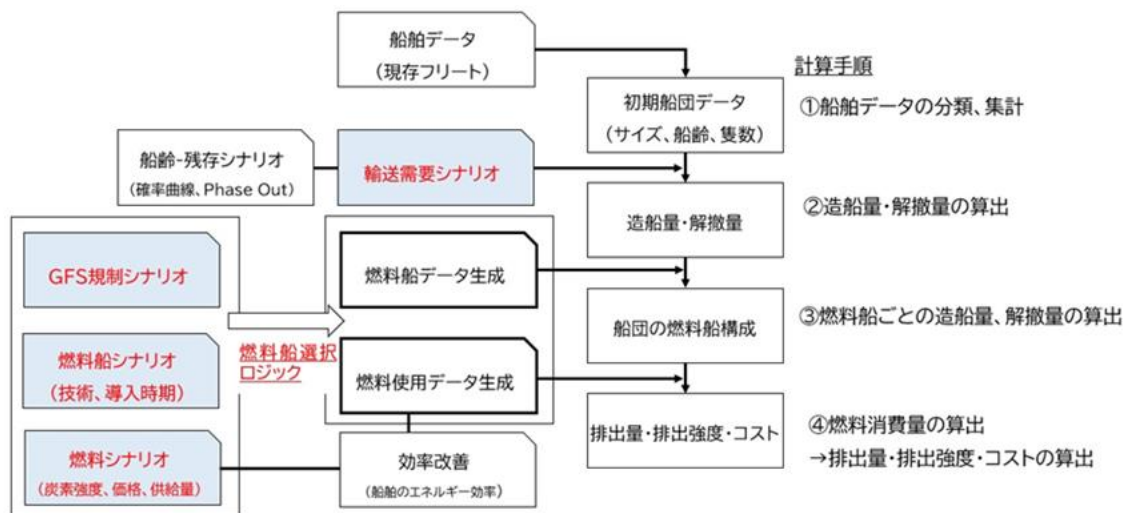 船舶データ
（現存フリート）
計算手順
初期船団データ
（サイズ、船齢、隻数）
①船舶データの分類、集計
船齢-残存シナリオ
（確率曲線、Phase Out）
輸送需要シナリオ
造船量・解撤量
②造船量・解撤量の算出
GFS規制シナリオ
燃料船データ生成
燃料船選択
ロジック
船団の燃料船構成
③燃料船ごとの造船量、解撤量の算出
燃料船シナリオ
（技術、導入時期）
燃料使用データ生成
排出量・排出強度・コスト
④燃料消費量の算出
→排出量・排出強度・コストの算出
燃料シナリオ
（炭素強度、価格、供給量）
効率改善
（船舶のエネルギー効率）